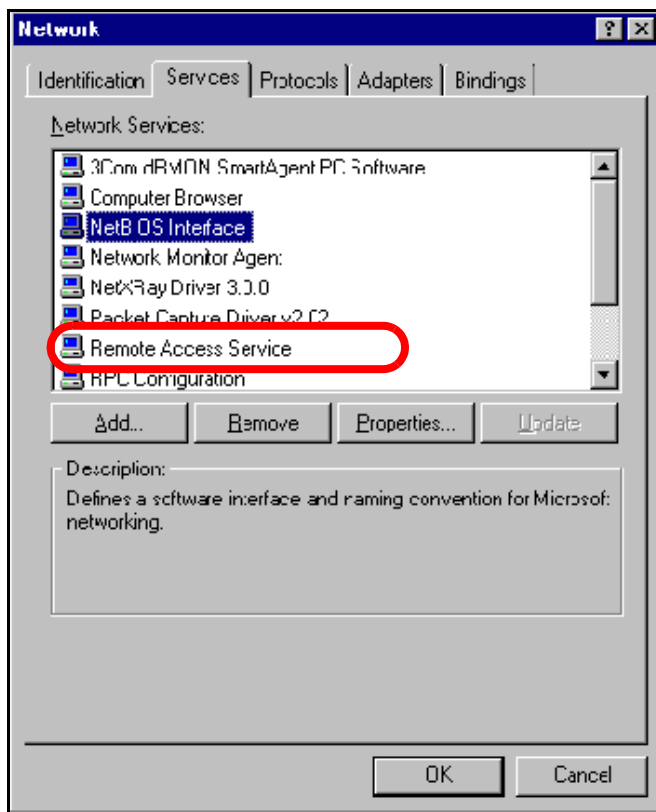 Network
Identification Services Protocols Adapters Bindings
Network Services:
3Com dRMON SmartAgent PC Software
Computer Browser
NetBIOS Interface
Network Monitor Agent
NetXRay Driver 3.0.0
Packet Capture Driver v2.02
Remote Access Service
RPC Configuration
Add... Remove Properties... Update
Description:
Defines a software interface and naming convention for Microsoft
networking.
OK Cancel